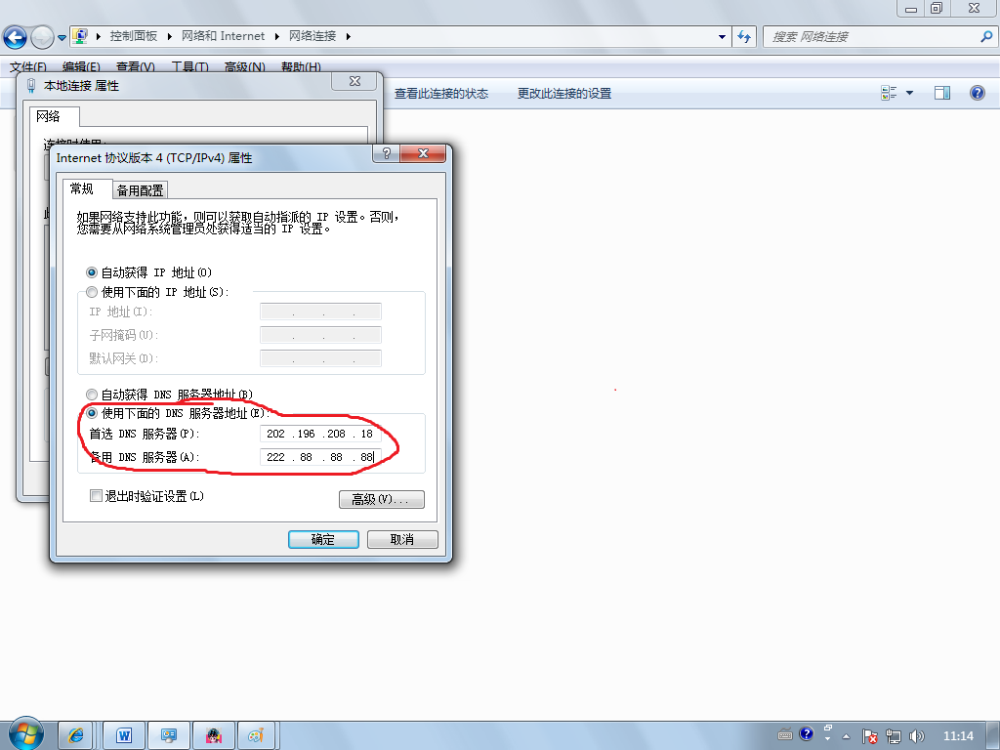 控制面板 网络和 Internet 网络连接
搜索 网络连接
文件(F) 编辑(E) 查看(V) 工具(T) 高级(N) 帮助(H)
本地连接 属性
查看此连接的状态 更改此连接的设置
网络
连接时使用:
Internet 协议版本 4 (TCP/IPv4) 属性
常规 备用配置
如果网络支持此功能，则可以获取自动指派的 IP 设置。否则，
您需要从网络系统管理员处获得适当的 IP 设置。
自动获得 IP 地址(O)
使用下面的 IP 地址(S):
IP 地址(I):
子网掩码(U):
默认网关(D):
自动获得 DNS 服务器地址(B)
使用下面的 DNS 服务器地址(E):
首选 DNS 服务器(P): 202 .196 .208 . 18
备用 DNS 服务器(A): 222 . 88 . 88 . 88
退出时验证设置(L)
高级(V)...
确定 取消
11:14